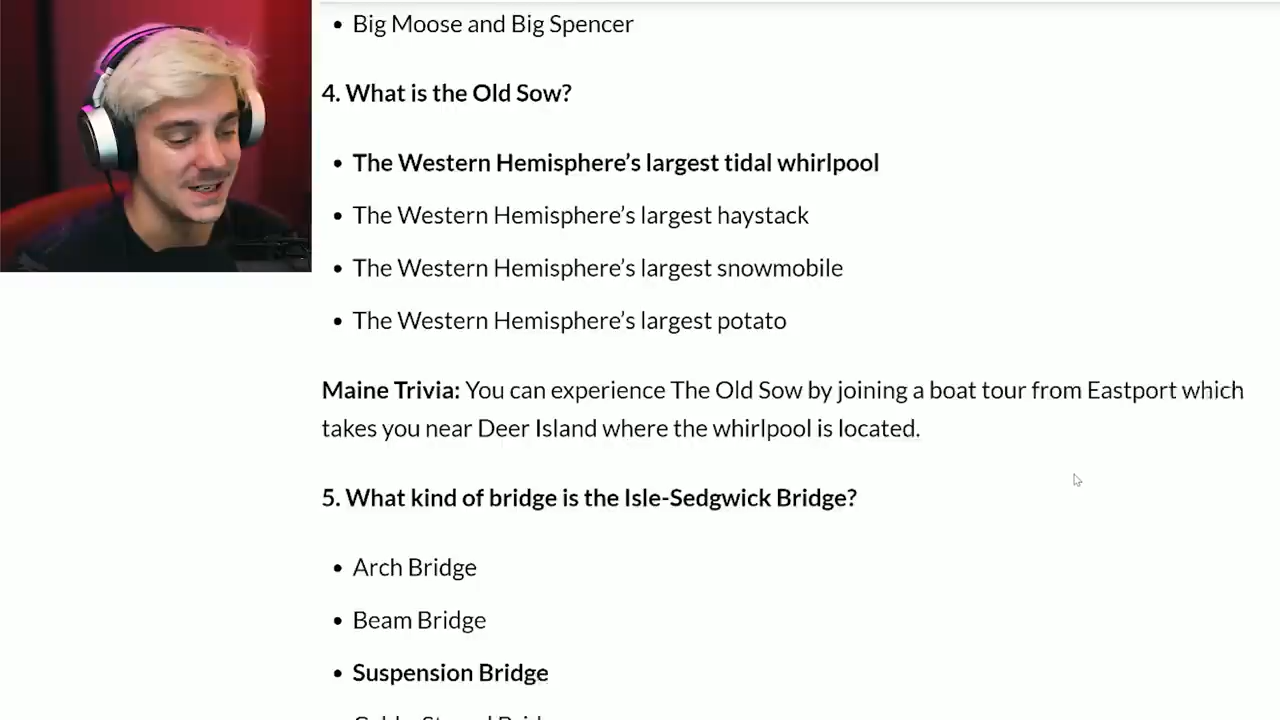 Big Moose and Big Spencer
4. What is the Old Sow?
The Western Hemisphere’s largest tidal whirlpool
The Western Hemisphere’s largest haystack
The Western Hemisphere’s largest snowmobile
The Western Hemisphere’s largest potato
Maine Trivia: You can experience The Old Sow by joining a boat tour from Eastport which
takes you near Deer Island where the whirlpool is located.
5. What kind of bridge is the Isle-Sedgwick Bridge?
Arch Bridge
Beam Bridge
Suspension Bridge